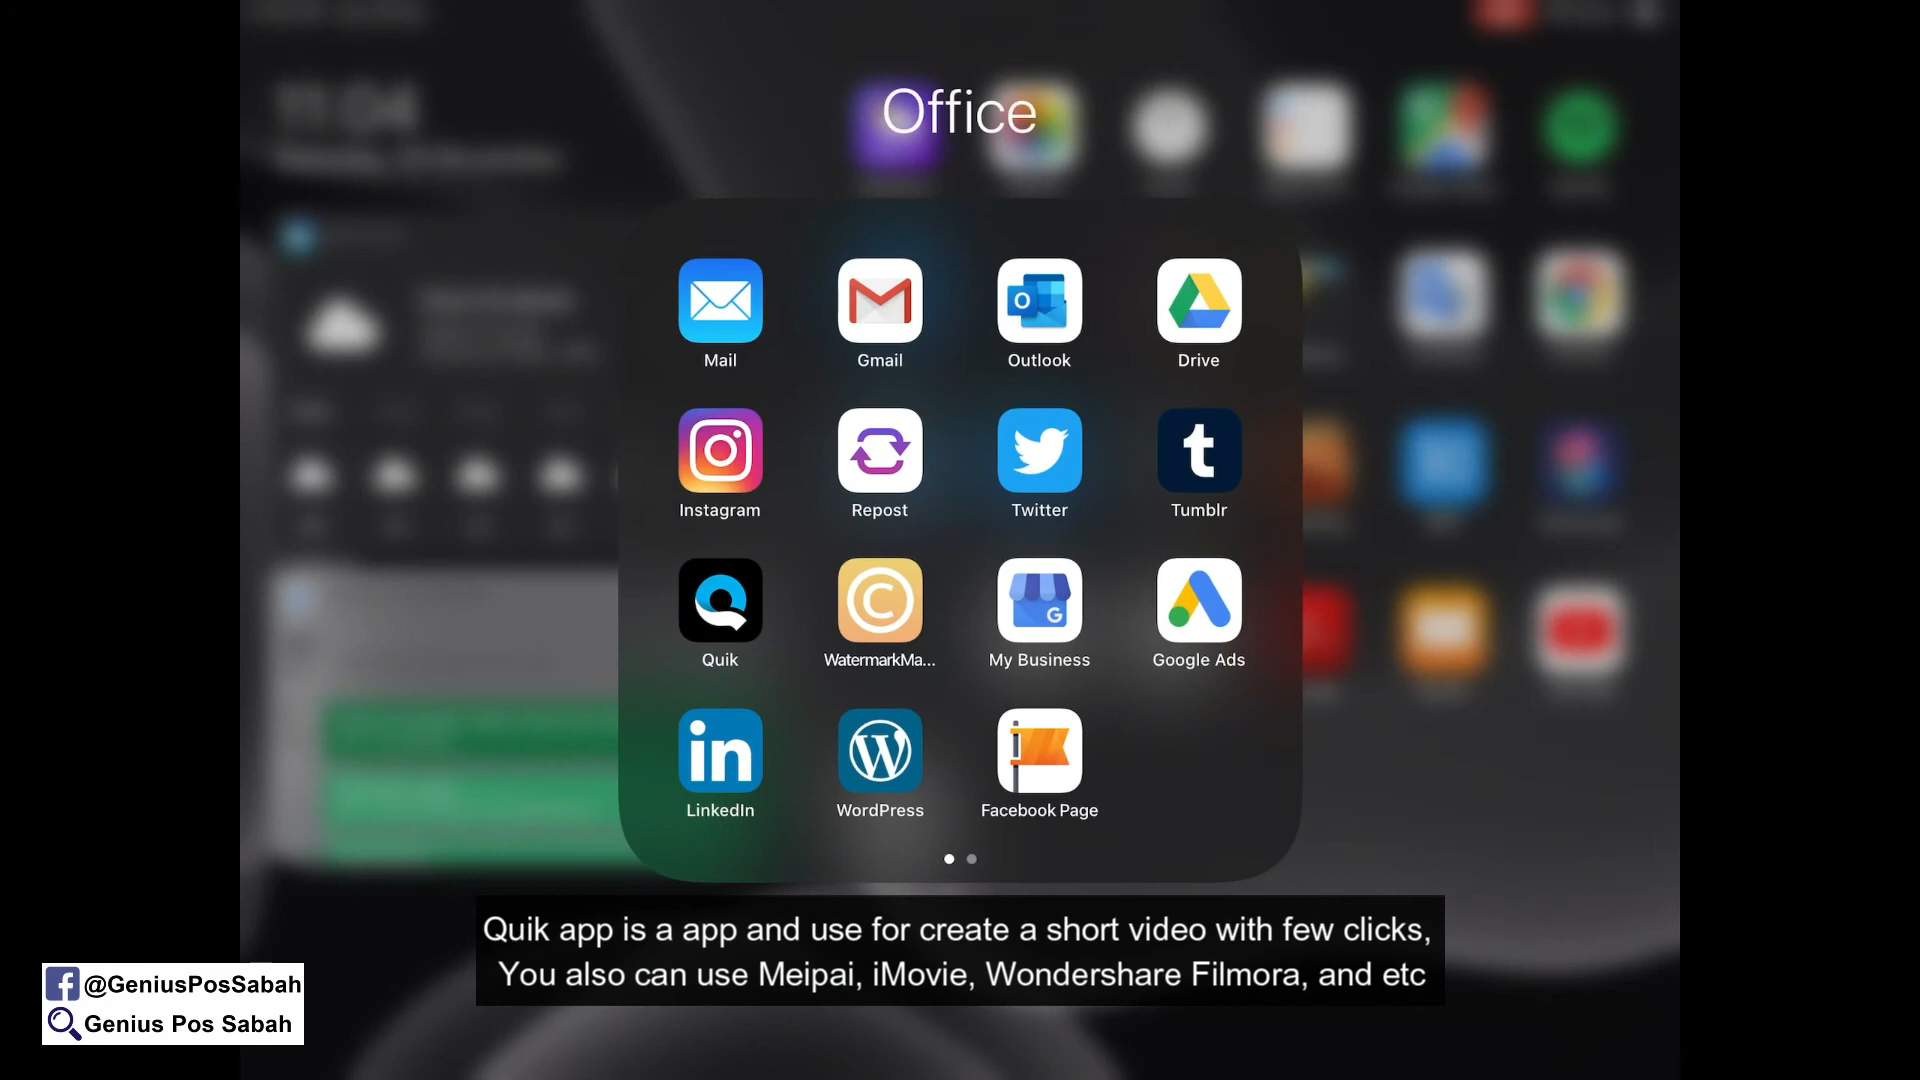 11:04
Office
Mail
Gmail
Outlook
Drive
Instagram
Repost
Twitter
Tumblr
Quik
WatermarkMa...
My Business
Google Ads
LinkedIn
WordPress
Facebook Page
Quik app is a app and use for create a short video with few clicks,
You also can use Meipai, iMovie, Wondershare Filmora, and etc
@GeniusPosSabah
Genius Pos Sabah